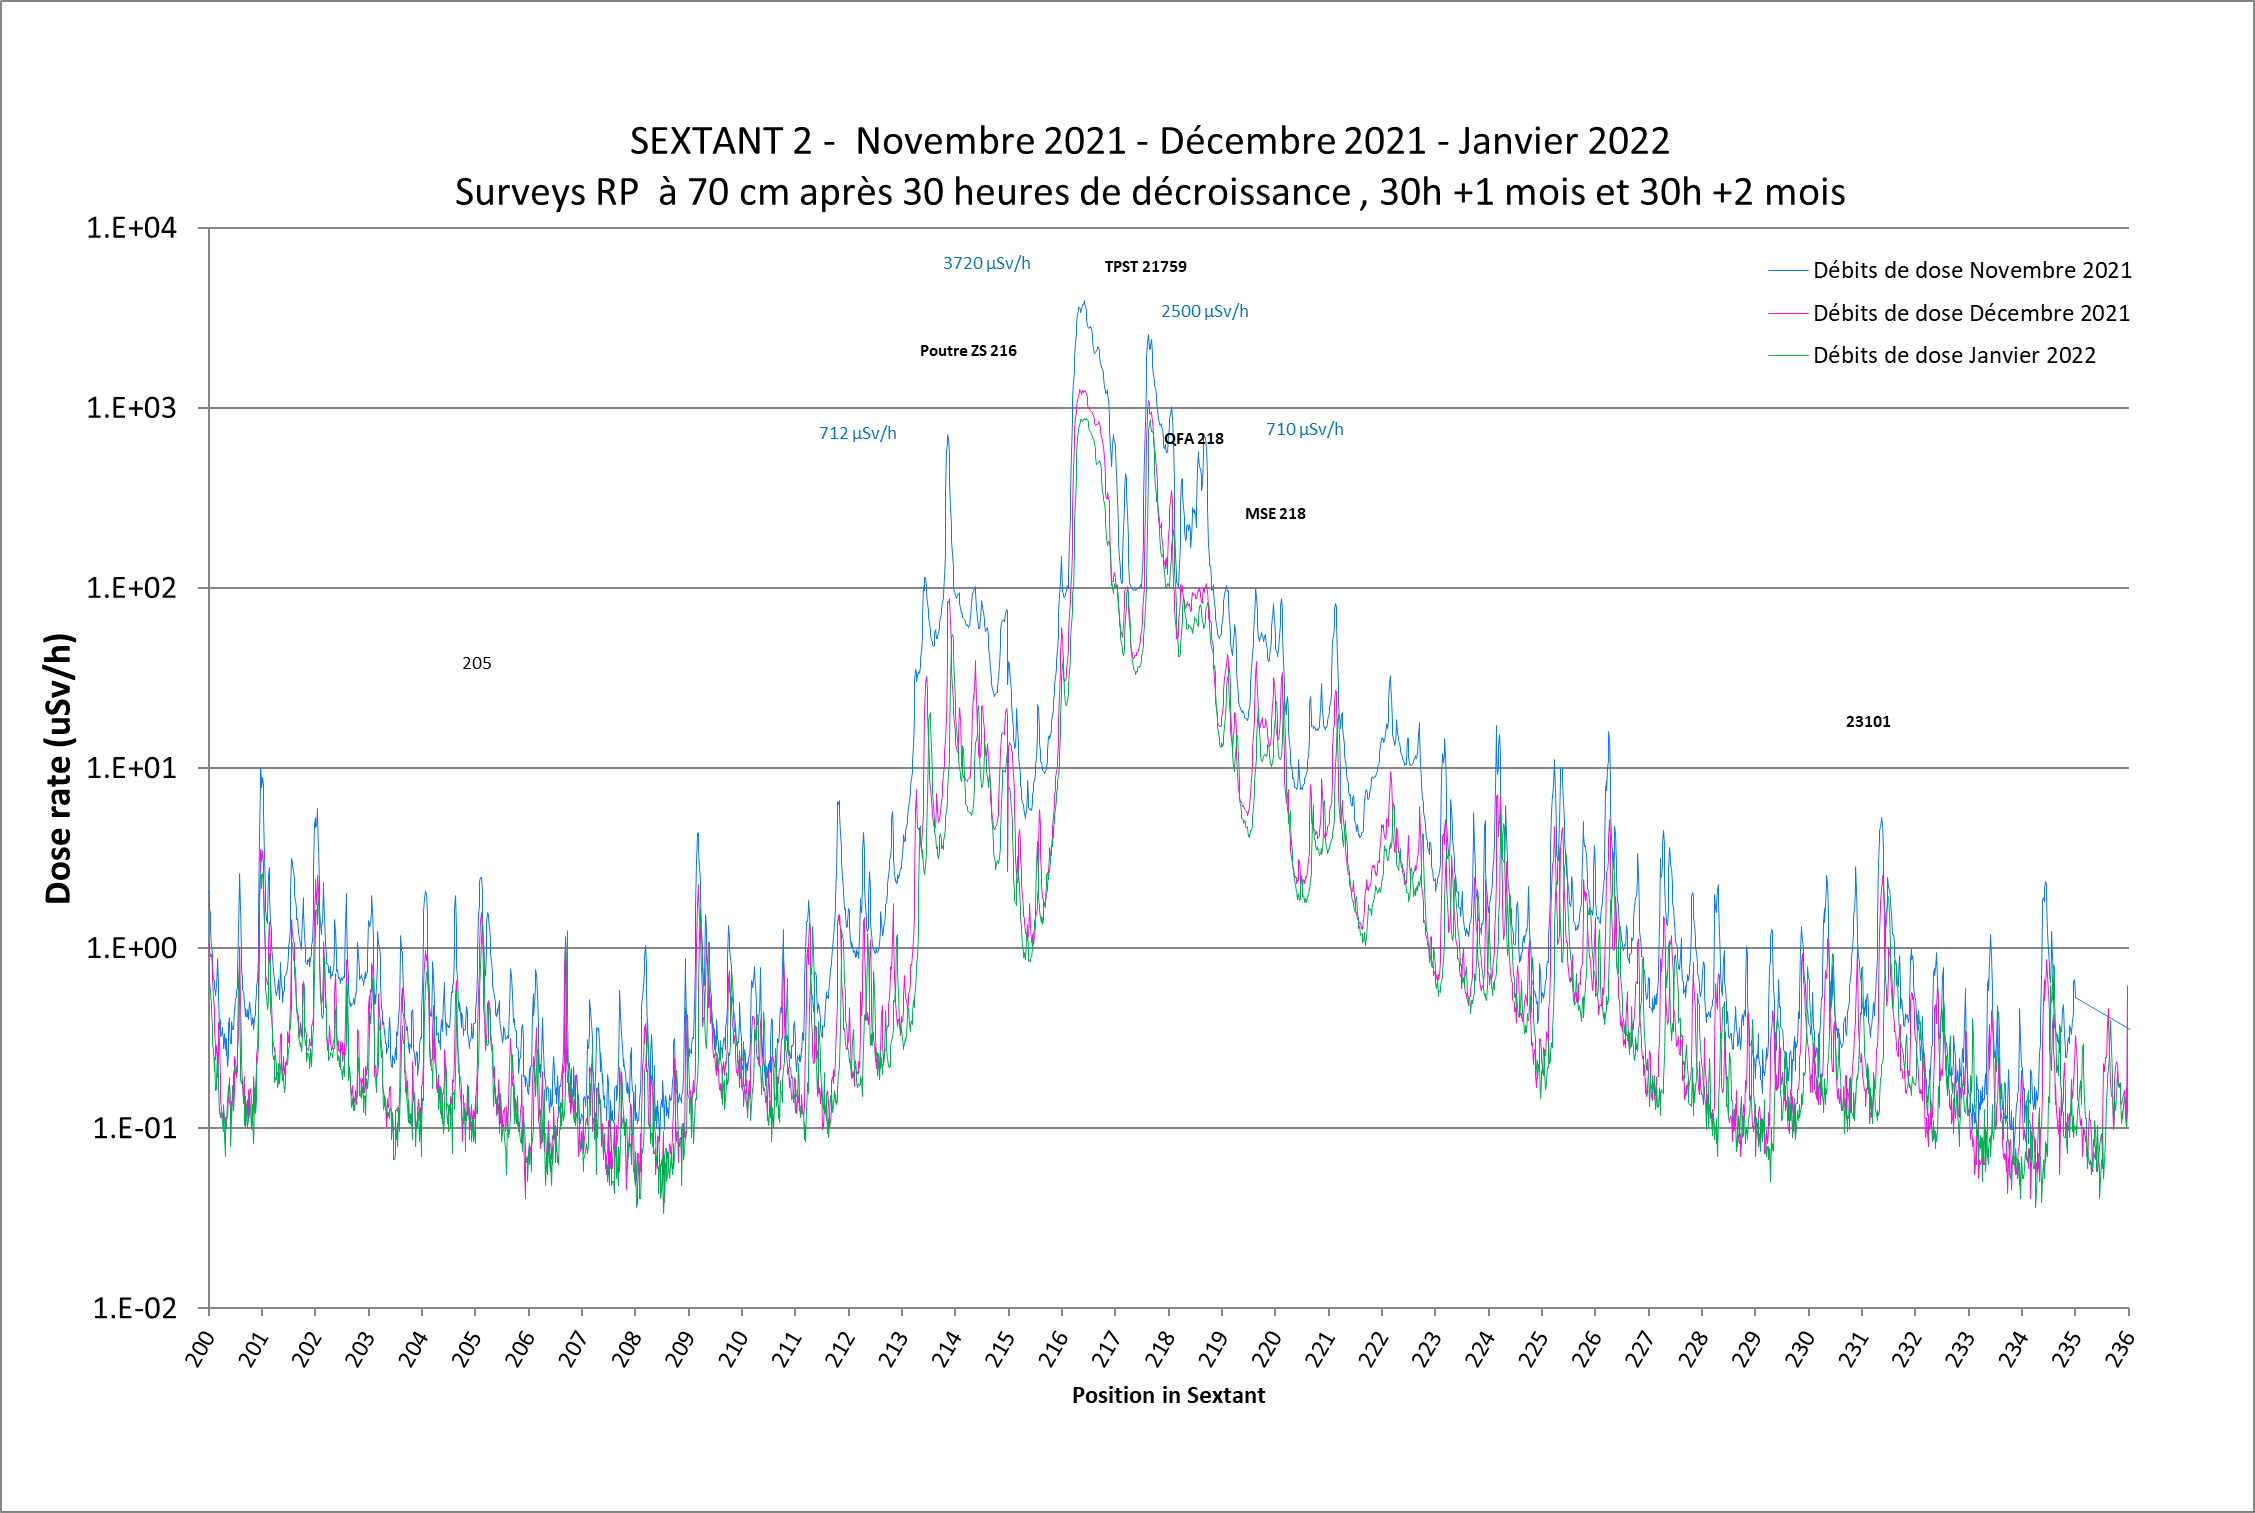 SEXTANT 2 -  Novembre 2021 - Décembre 2021 - Janvier 2022
Surveys RP  à 70 cm après 30 heures de décroissance , 30h +1 mois et 30h +2 mois
1.E+04
1.E+03
1.E+02
1.E+01
1.E+00
1.E-01
1.E-02
Dose rate (uSv/h)
3720 µSv/h
TPST 21759
2500 µSv/h
Poutre ZS 216
712 µSv/h
QFA 218
710 µSv/h
MSE 218
205
23101
Débits de dose Novembre 2021
Débits de dose Décembre 2021
Débits de dose Janvier 2022
200
201
202
203
204
205
206
207
208
209
210
211
212
213
214
215
216
217
218
219
220
221
222
223
224
225
226
227
228
229
230
231
232
233
234
235
236
Position in Sextant